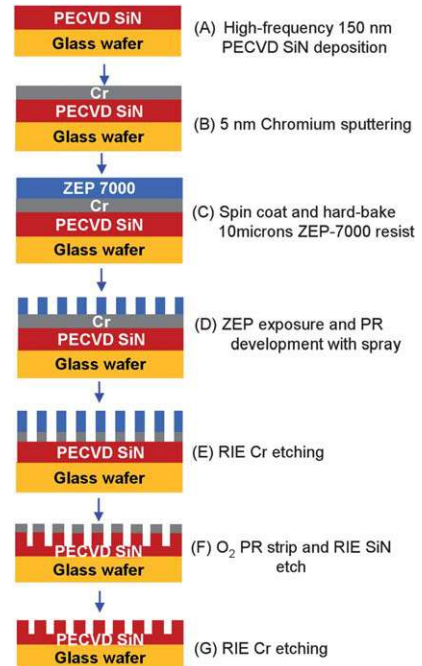 PECVD SiN
Glass wafer
(A) High-frequency 150 nm
PECVD SiN deposition
Cr
PECVD SiN
Glass wafer
(B) 5 nm Chromium sputtering
ZEP 7000
Cr
PECVD SiN
Glass wafer
(C) Spin coat and hard-bake
10microns ZEP-7000 resist
Cr
PECVD SiN
Glass wafer
(D) ZEP exposure and PR
development with spray
PECVD SiN
Glass wafer
(E) RIE Cr etching
PECVD SiN
Glass wafer
(F) O₂ PR strip and RIE SiN
etch
PECVD SiN
Glass wafer
(G) RIE Cr etching